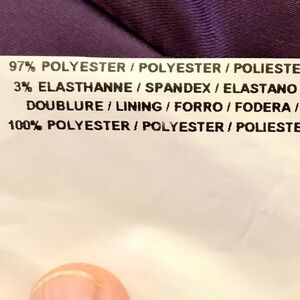 97% POLYESTER / POLYESTER / POLIESTE
3% ELASTHANNE / SPANDEX / ELASTANO
DOUBLURE / LINING / FORRO / FODERA /
100% POLYESTER / POLYESTER / POLIESTE